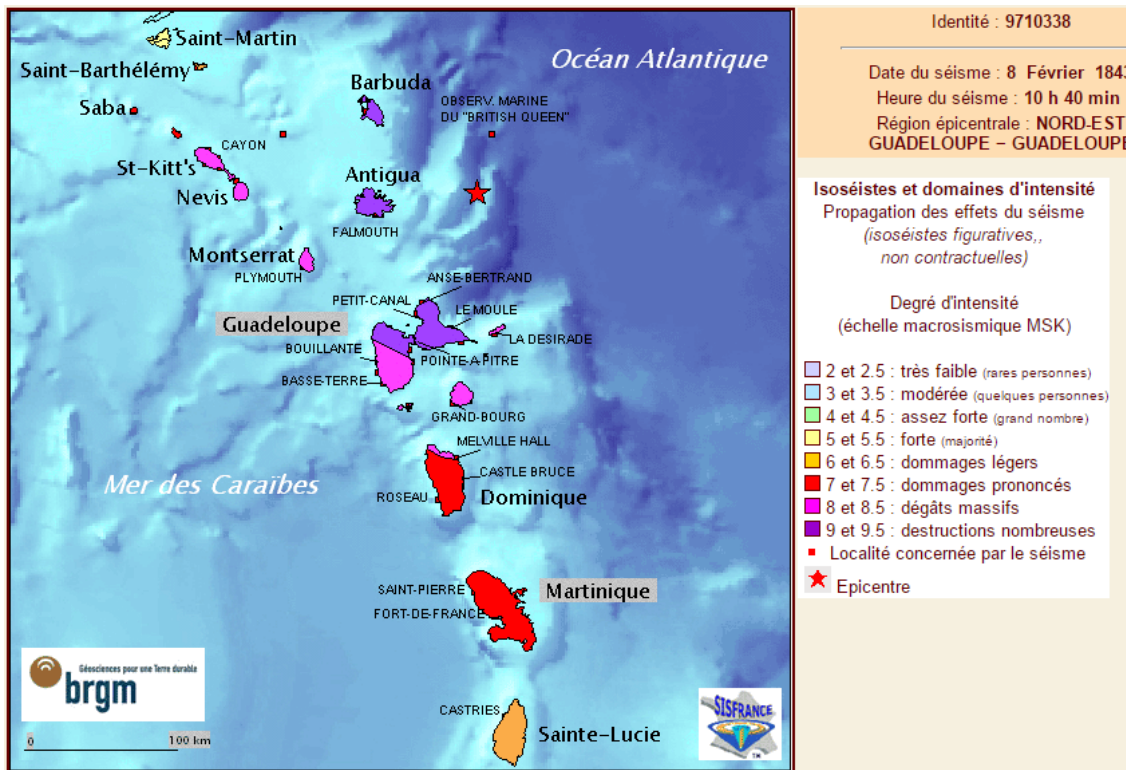 Saint-Martin
Océan Atlantique
Saint-Barthélémy
Barbuda
Saba
OBSERV. MARINE
DU "BRITISH QUEEN"
CAYON
St-Kitt's
Nevis
Antigua
FALMOUTH
Montserrat
PLYMOUTH
ANSE-BERTRAND
PETIT-CANAL
LE MOULE
Guadeloupe
LA DESIRADE
BOUILLANTE
POINTE-A-PITRE
BASSE-TERRE
GRAND-BOURG
MELVILLE HALL
CASTLE BRUCE
Mer des Caraïbes
ROSEAU
Dominique
SAINT-PIERRE
Martinique
FORT-DE-FRANCE
CASTRIES
Sainte-Lucie
Géosciences pour une Terre durable
brgm
0 100 km
SISFRANCE
TM
Identité : 9710338
Date du séisme : 8 Février 1843
Heure du séisme : 10 h 40 min
Région épicentrale : NORD-EST
GUADELOUPE – GUADELOUPE
Isoséistes et domaines d'intensité
Propagation des effets du séisme
(isoséistes figuratives,,
non contractuelles)
Degré d'intensité
(échelle macrosismique MSK)
2 et 2.5 : très faible (rares personnes)
3 et 3.5 : modérée (quelques personnes)
4 et 4.5 : assez forte (grand nombre)
5 et 5.5 : forte (majorité)
6 et 6.5 : dommages légers
7 et 7.5 : dommages prononcés
8 et 8.5 : dégâts massifs
9 et 9.5 : destructions nombreuses
Localité concernée par le séisme
Epicentre